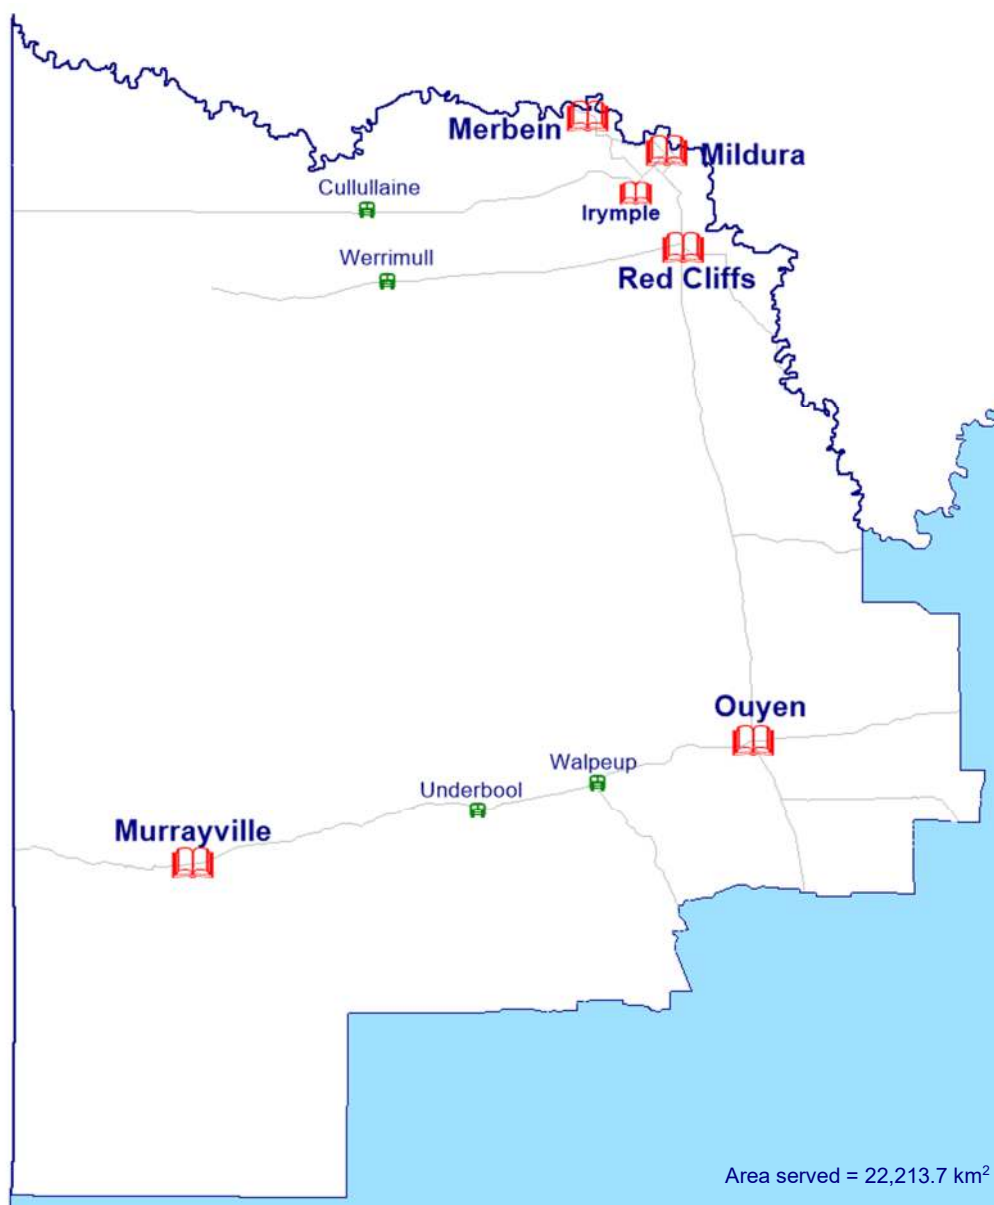 Merbein
Mildura
Cullullaine
Irymple
Werrimull
Red Cliffs
Ouyen
Walpeup
Underbool
Murrayville
Area served = 22,213.7 km²